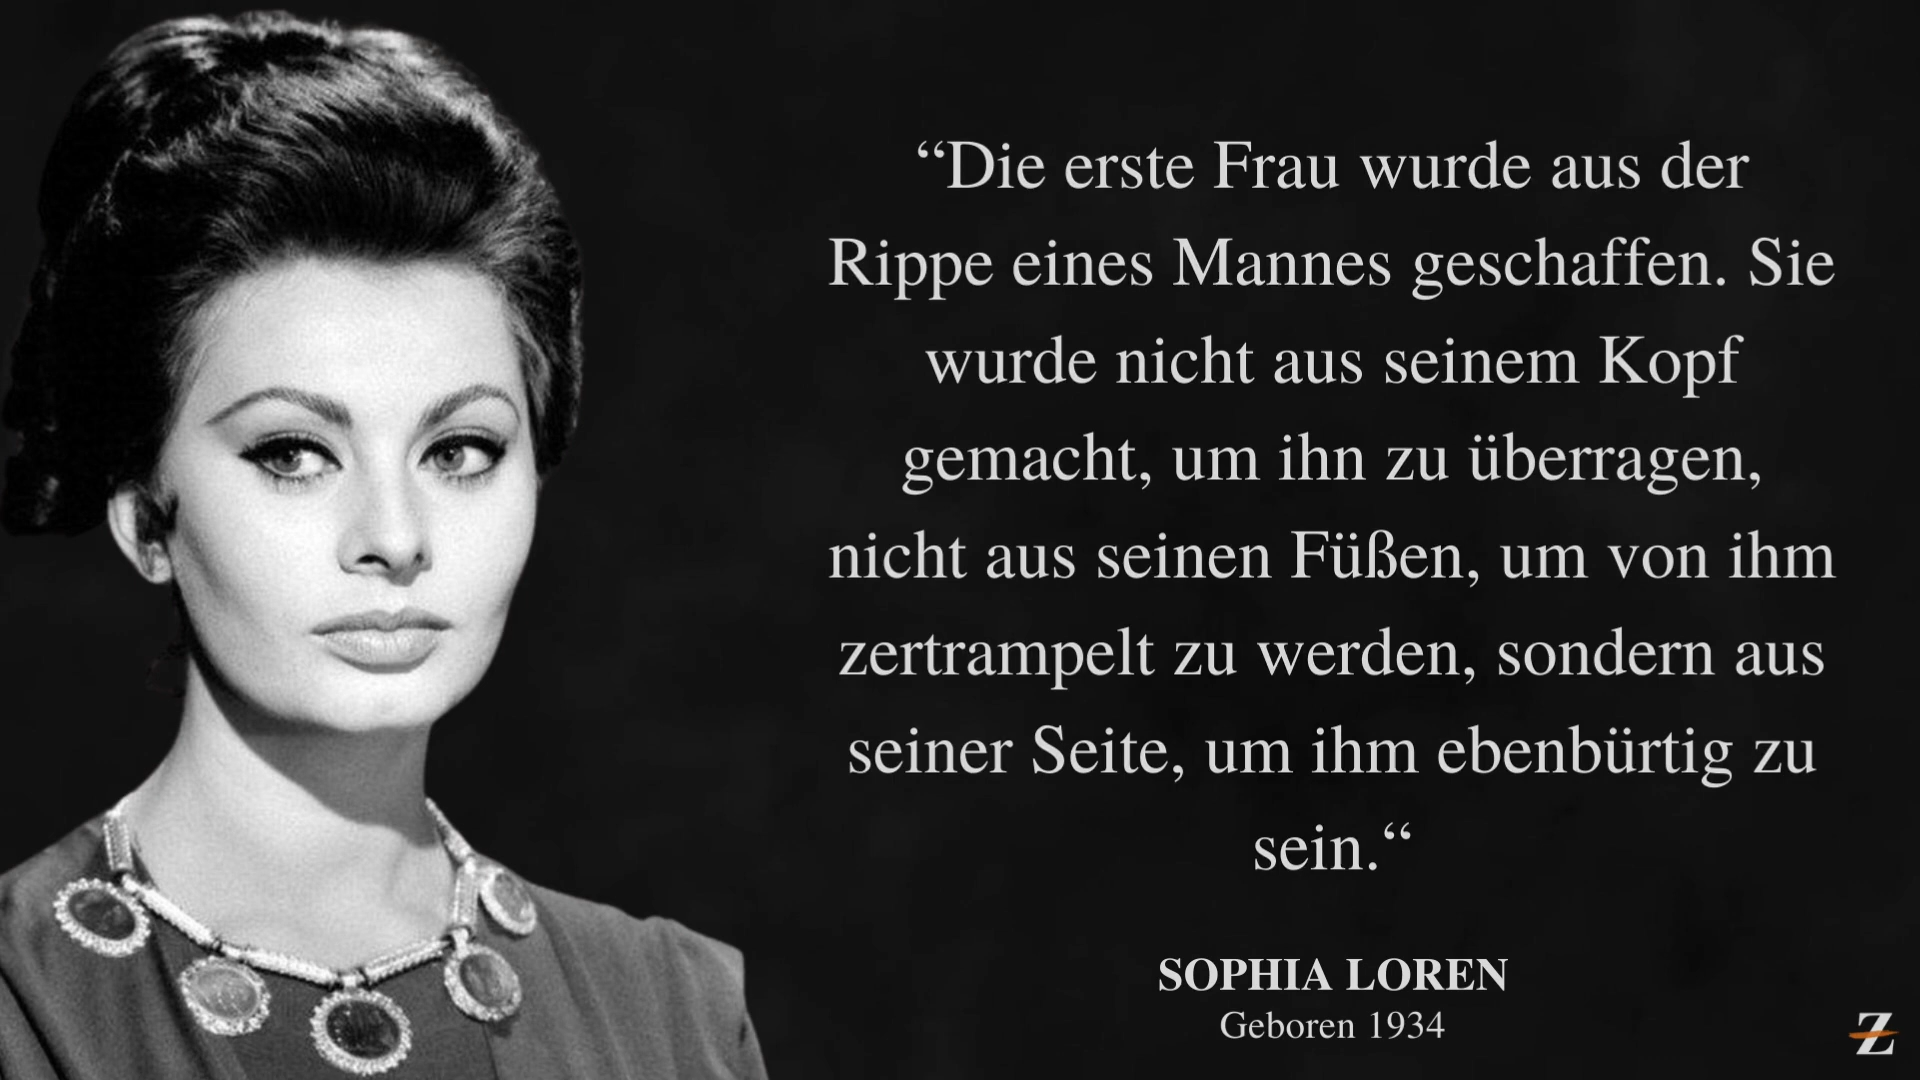 “Die erste Frau wurde aus der
Rippe eines Mannes geschaffen. Sie
wurde nicht aus seinem Kopf
gemacht, um ihn zu überragen,
nicht aus seinen Füßen, um von ihm
zertrampelt zu werden, sondern aus
seiner Seite, um ihm ebenbürtig zu
sein.“
SOPHIA LOREN
Geboren 1934
Z